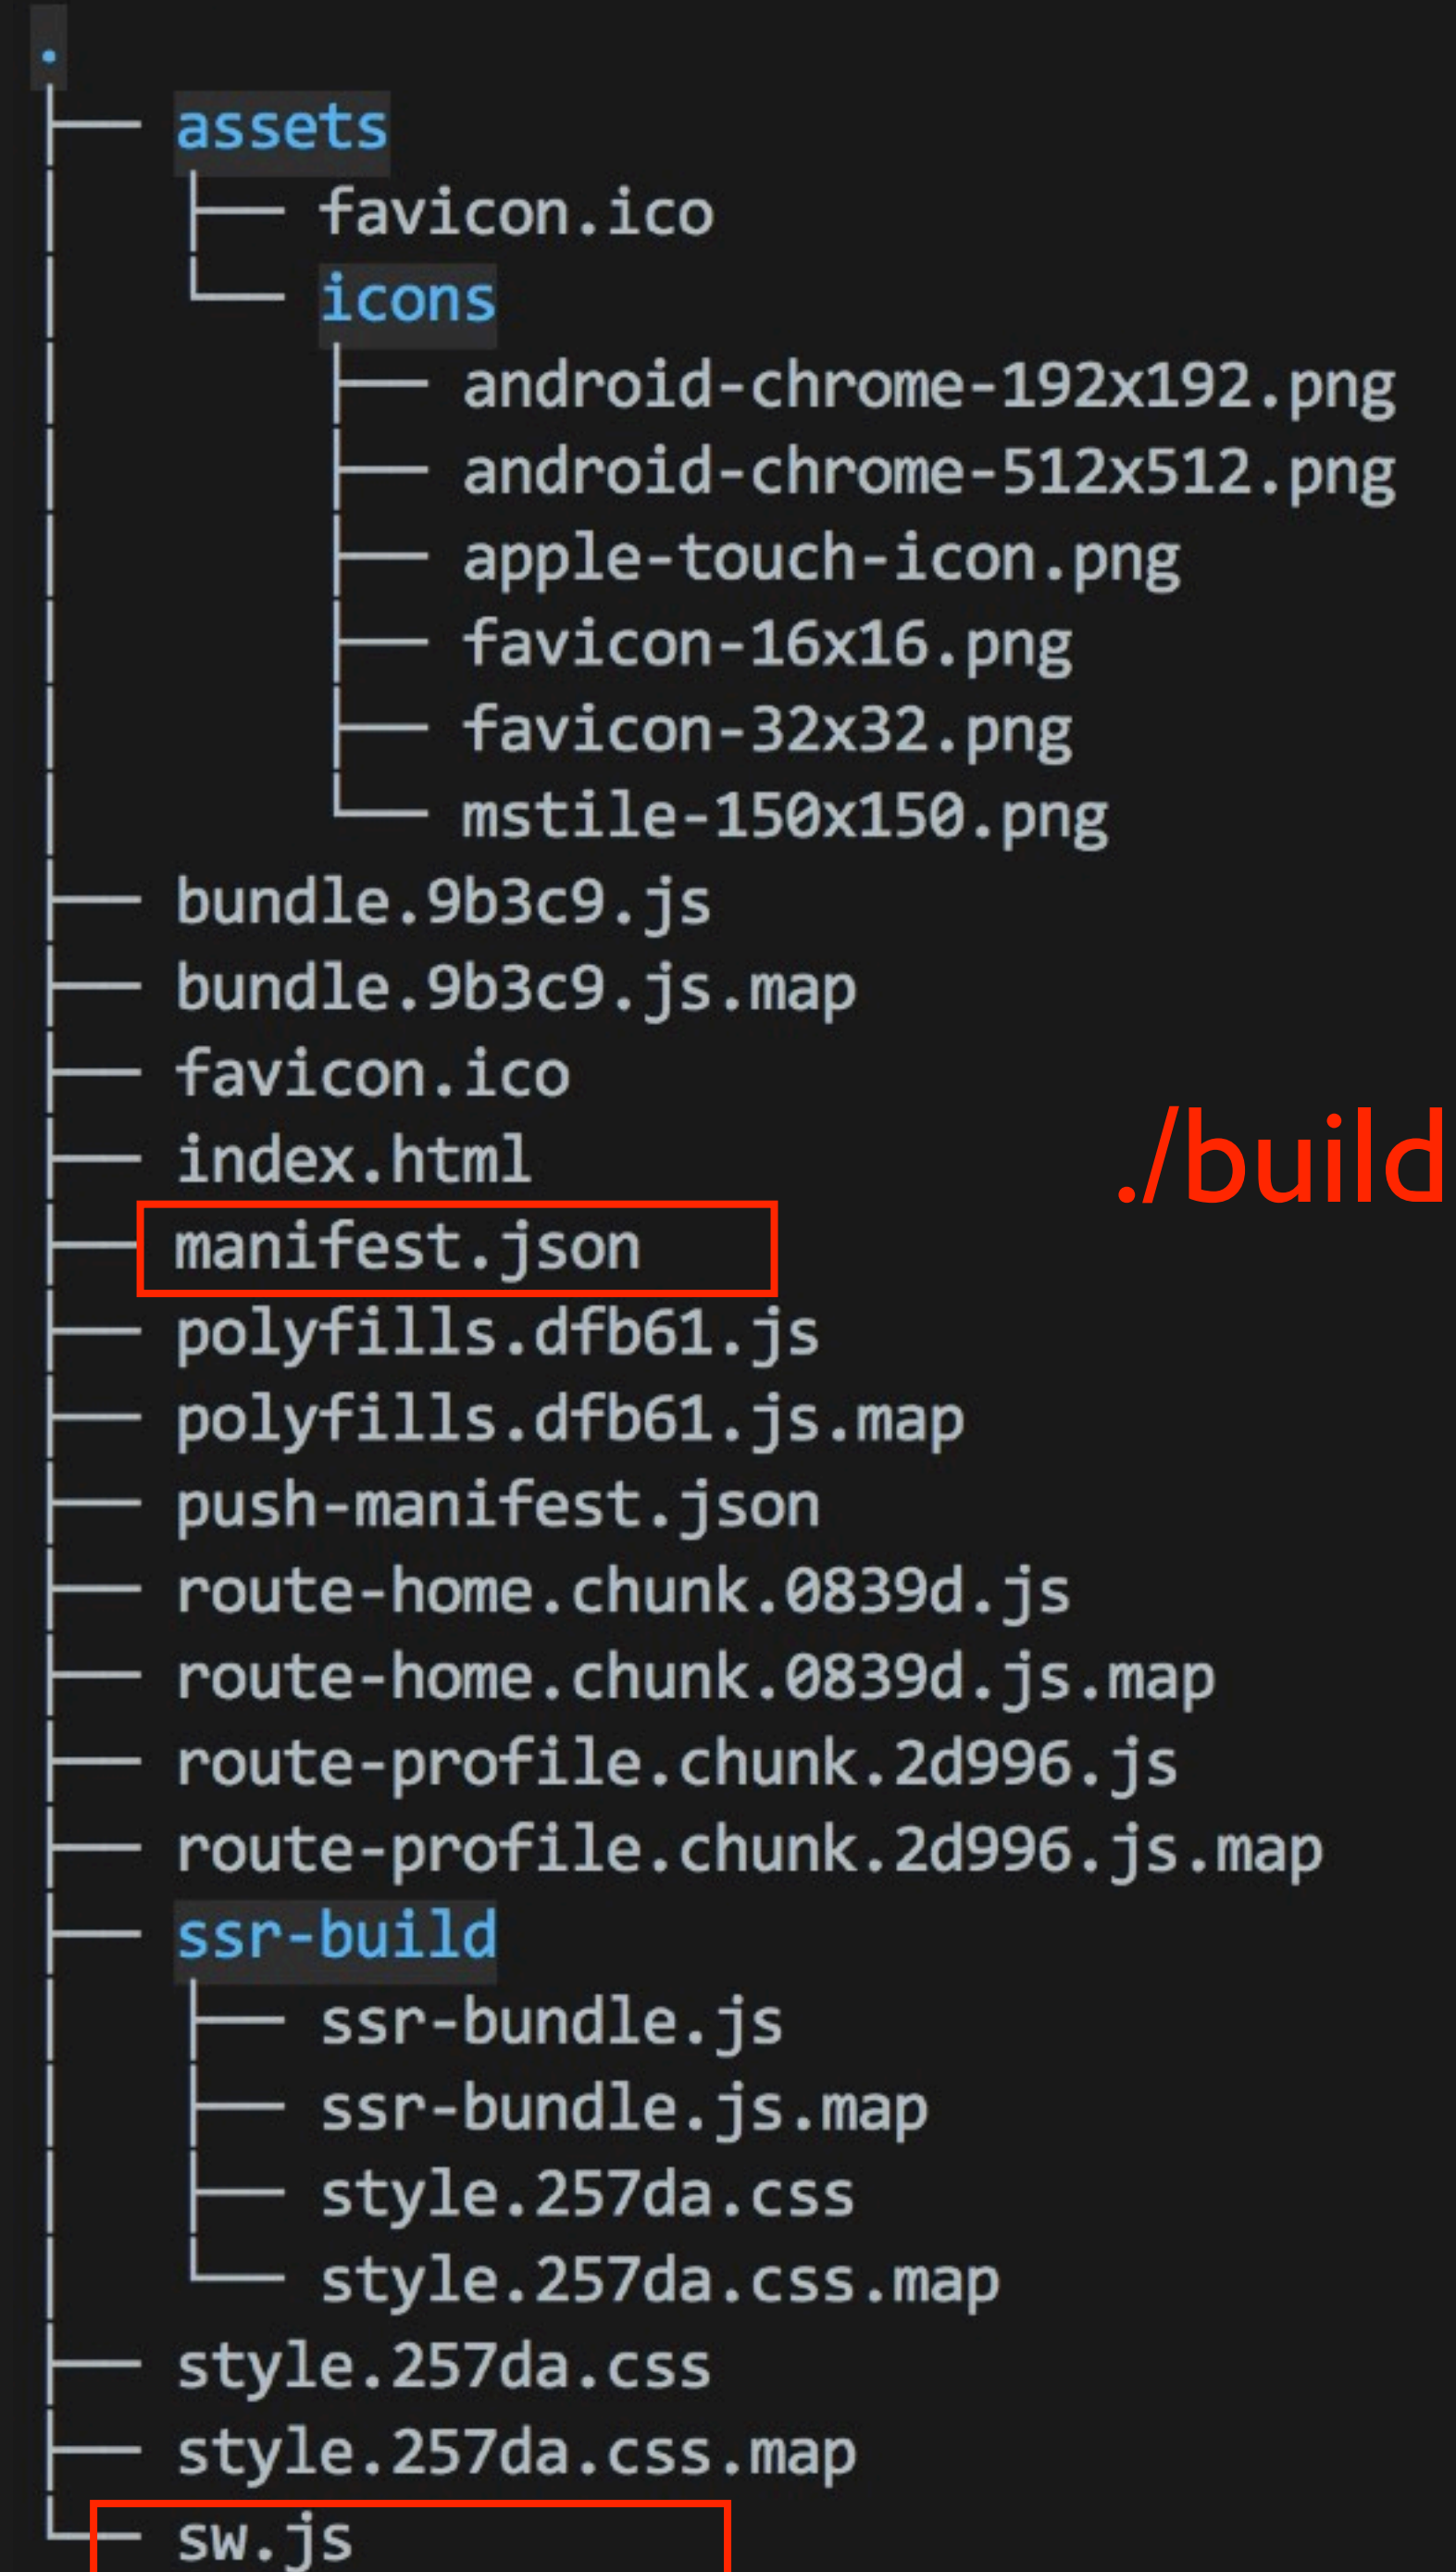 .
├── assets
│   ├── favicon.ico
│   └── icons
│       ├── android-chrome-192x192.png
│       ├── android-chrome-512x512.png
│       ├── apple-touch-icon.png
│       ├── favicon-16x16.png
│       ├── favicon-32x32.png
│       └── mstile-150x150.png
├── bundle.9b3c9.js
├── bundle.9b3c9.js.map
├── favicon.ico
├── index.html
./build
├── manifest.json
├── polyfills.dfb61.js
├── polyfills.dfb61.js.map
├── push-manifest.json
├── route-home.chunk.0839d.js
├── route-home.chunk.0839d.js.map
├── route-profile.chunk.2d996.js
├── route-profile.chunk.2d996.js.map
├── ssr-build
│   ├── ssr-bundle.js
│   ├── ssr-bundle.js.map
│   ├── style.257da.css
│   └── style.257da.css.map
├── style.257da.css
├── style.257da.css.map
└── sw.js